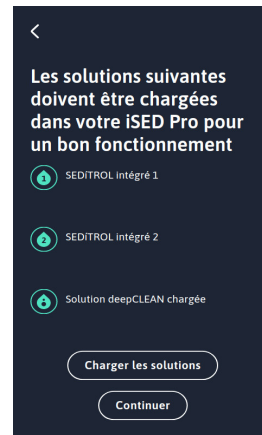 Les solutions suivantes
doivent être chargées
dans votre iSED Pro pour
un bon fonctionnement
1
SEDiTROL intégré 1
2
SEDiTROL intégré 2
Solution deepCLEAN chargée
Charger les solutions
Continuer